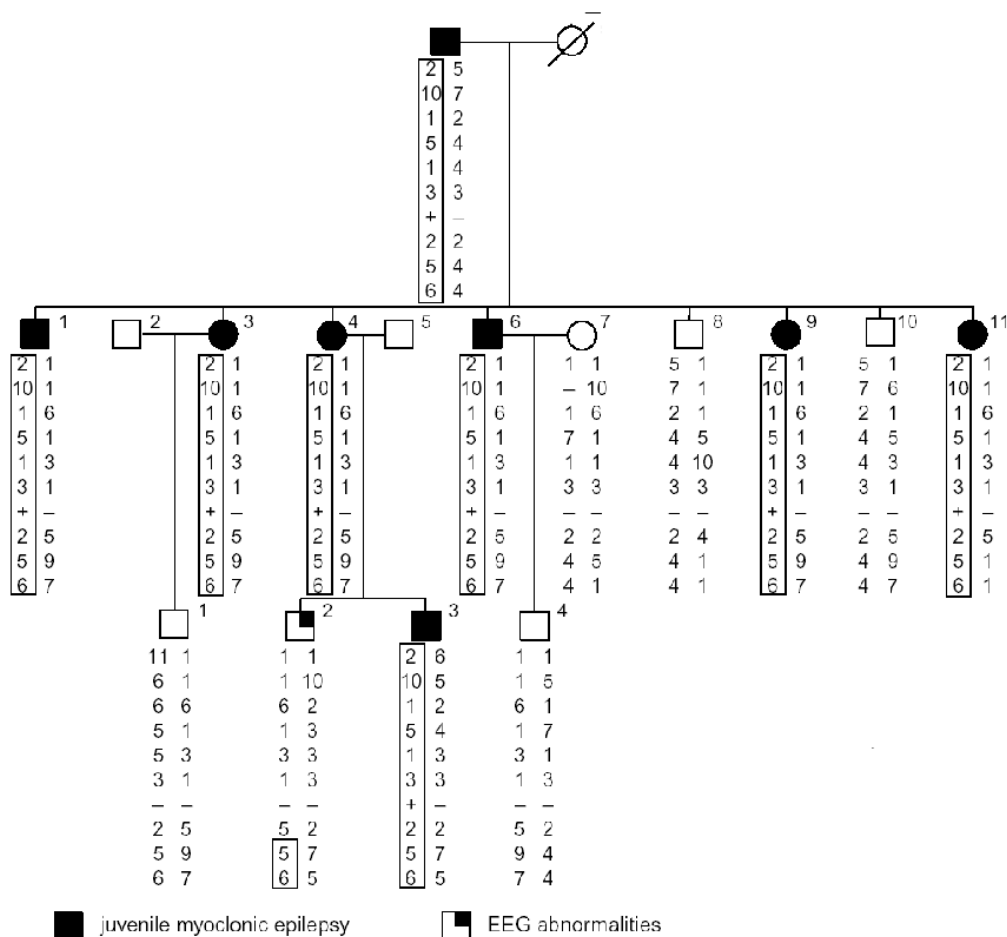 –
2 5
10 7
1 2
5 4
1 4
3 3
+ –
2 2
5 4
6 4
1 2 3 4 5 6 7 8 9 10 11
2 1 2 1 2 1 2 1 1 1 5 1 2 1 5 1 2 1
10 1 10 1 10 1 10 1 – 10 7 1 10 1 7 6 10 1
1 6 1 6 1 6 1 6 1 6 2 1 1 6 2 1 1 6
5 1 5 1 5 1 5 1 7 1 4 5 5 1 4 5 5 1
1 3 1 3 1 3 1 3 1 1 4 10 1 3 4 3 1 3
3 1 3 1 3 1 3 1 3 3 3 3 3 1 3 1 3 1
+ – + – + – + – – – – – + – – – + –
2 5 2 5 2 5 2 5 2 2 2 4 2 5 2 5 2 5
5 9 5 9 5 9 5 9 4 5 4 1 5 9 4 9 5 1
6 7 6 7 6 7 6 7 4 1 4 1 6 7 4 7 6 1
1 2 3 4
11 1 1 1 2 6 1 1
6 1 1 10 10 5 1 5
6 6 6 2 1 2 6 1
5 1 1 3 5 4 1 7
5 3 3 3 1 3 3 1
3 1 1 3 3 3 1 3
– – – – + – – –
2 5 5 2 2 2 5 2
5 9 5 7 5 7 9 4
6 7 6 5 6 5 7 4
juvenile myoclonic epilepsy EEG abnormalities